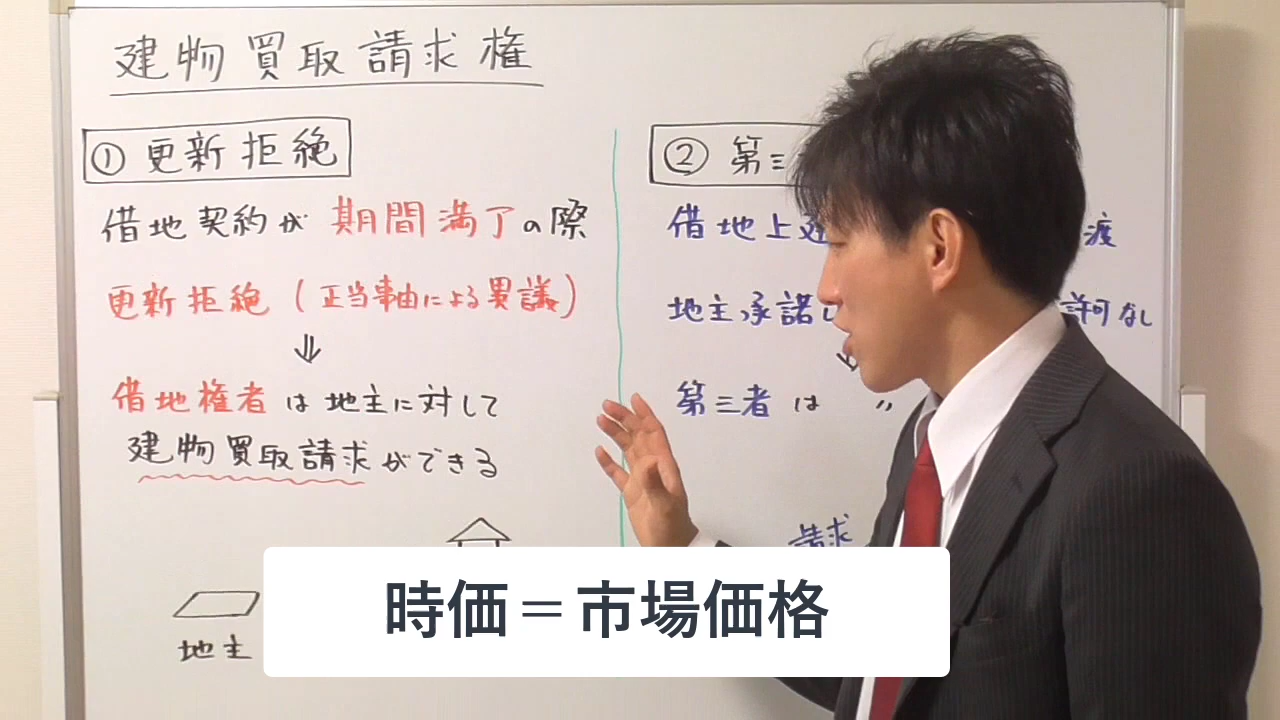 建物買取請求権
① 更新拒絶
借地契約が期間満了の際
更新拒絶(正当事由による異議)
⇓
借地権者は地主に対して
建物買取請求ができる
地主
② 第三
借地上
渡
地主承諾
許可なし
第三者は 〃
請求
時価=市場価格